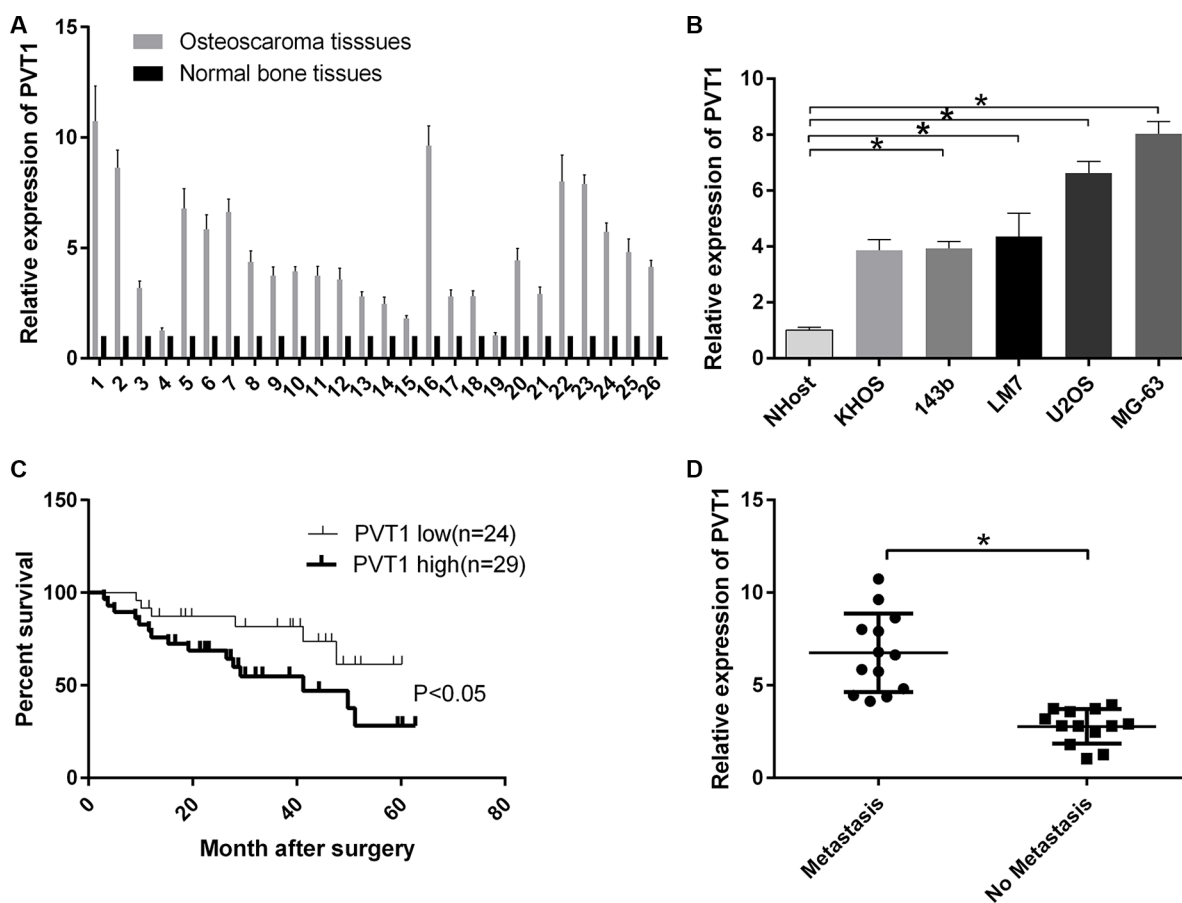 A
Relative expression of PVT1
15
10
5
0
Osteoscaroma tisssues
Normal bone tissues
1 2 3 4 5 6 7 8 9 10 11 12 13 14 15 16 17 18 19 20 21 22 23 24 25 26
B
Relative expression of PVT1
10
8
6
4
2
0
*
*
*
*
NHost KHOS 143b LM7 U2OS MG-63
C
Percent survival
150
100
50
0
PVT1 low(n=24)
PVT1 high(n=29)
P<0.05
0 20 40 60 80
Month after surgery
D
Relative expression of PVT1
15
10
5
0
*
Metastasis No Metastasis